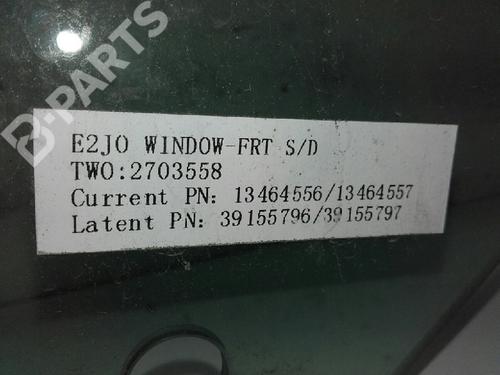 B-PARTS
E2JO WINDOW-FRT S/D
TWO:2703558
Current PN: 13464556/13464557
Latent PN: 39155796/39155797